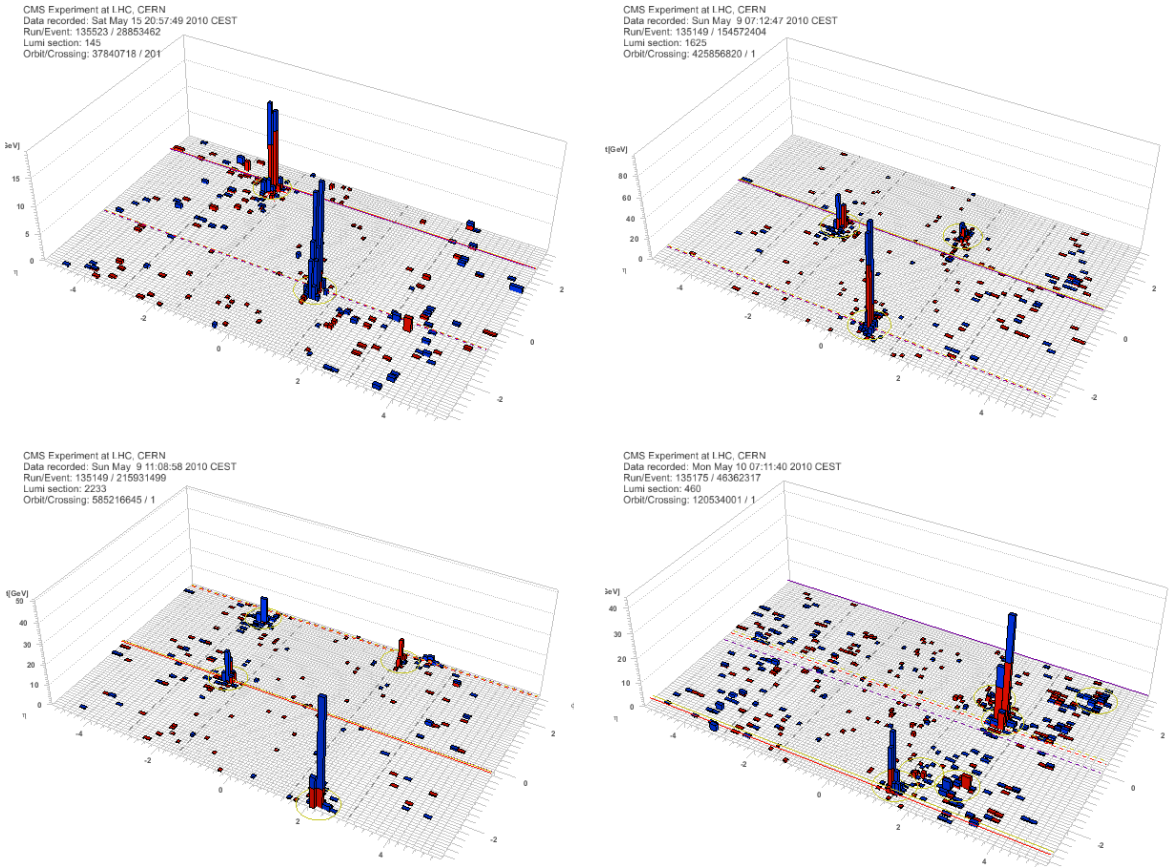 CMS Experiment at LHC, CERN
Data recorded: Sat May 15 20:57:49 2010 CEST
Run/Event: 135523 / 28853462
Lumi section: 145
Orbit/Crossing: 37840718 / 201
15
10
5
0
η
-4
-2
0
2
4
2
0
-2
CMS Experiment at LHC, CERN
Data recorded: Sun May 9 07:12:47 2010 CEST
Run/Event: 135149 / 154572404
Lumi section: 1625
Orbit/Crossing: 425856820 / 1
t[GeV]
80
60
40
20
0
η
-4
-2
0
2
4
2
0
-2
CMS Experiment at LHC, CERN
Data recorded: Sun May 9 11:08:58 2010 CEST
Run/Event: 135149 / 215931499
Lumi section: 2233
Orbit/Crossing: 585216645 / 1
t[GeV]
50
40
30
20
10
0
η
-4
-2
0
2
4
2
0
-2
CMS Experiment at LHC, CERN
Data recorded: Mon May 10 07:11:40 2010 CEST
Run/Event: 135175 / 46362317
Lumi section: 460
Orbit/Crossing: 120534001 / 1
40
30
20
10
0
η
-4
-2
0
2
4
2
0
-2